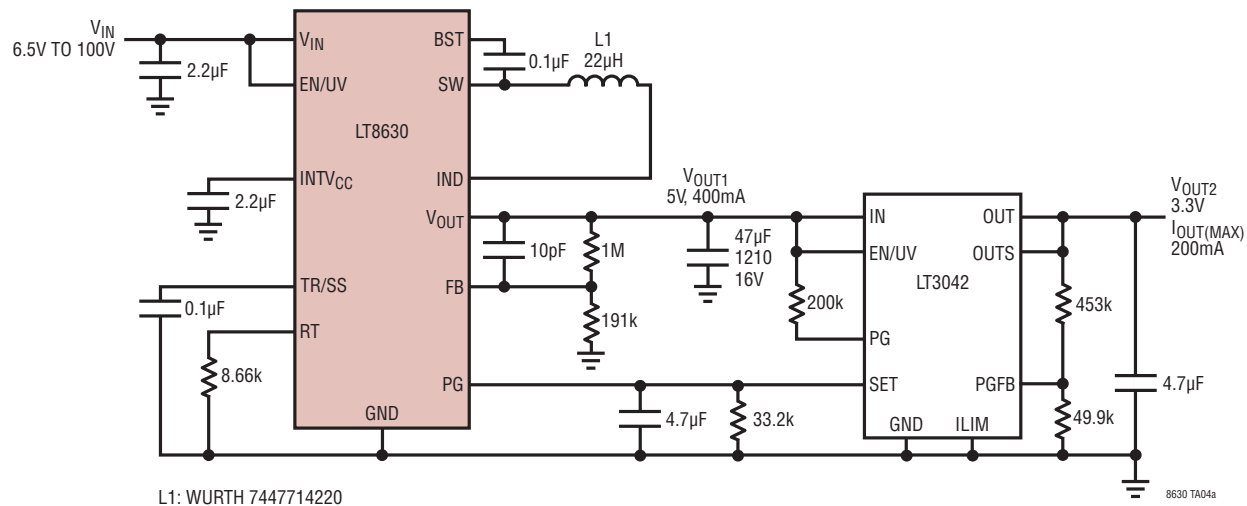 VIN
6.5V TO 100V
2.2µF
VIN
EN/UV
LT8630
INTVCC
2.2µF
TR/SS
0.1µF
RT
8.66k
GND
BST
SW
IND
VOUT
FB
PG
0.1µF
L1
22µH
10pF
1M
191k
VOUT1
5V, 400mA
47µF
1210
16V
200k
4.7µF
33.2k
IN
EN/UV
LT3042
PG
SET
GND
ILIM
OUT
OUTS
PGFB
453k
49.9k
VOUT2
3.3V
IOUT(MAX)
200mA
4.7µF
L1: WURTH 7447714220
8630 TA04a